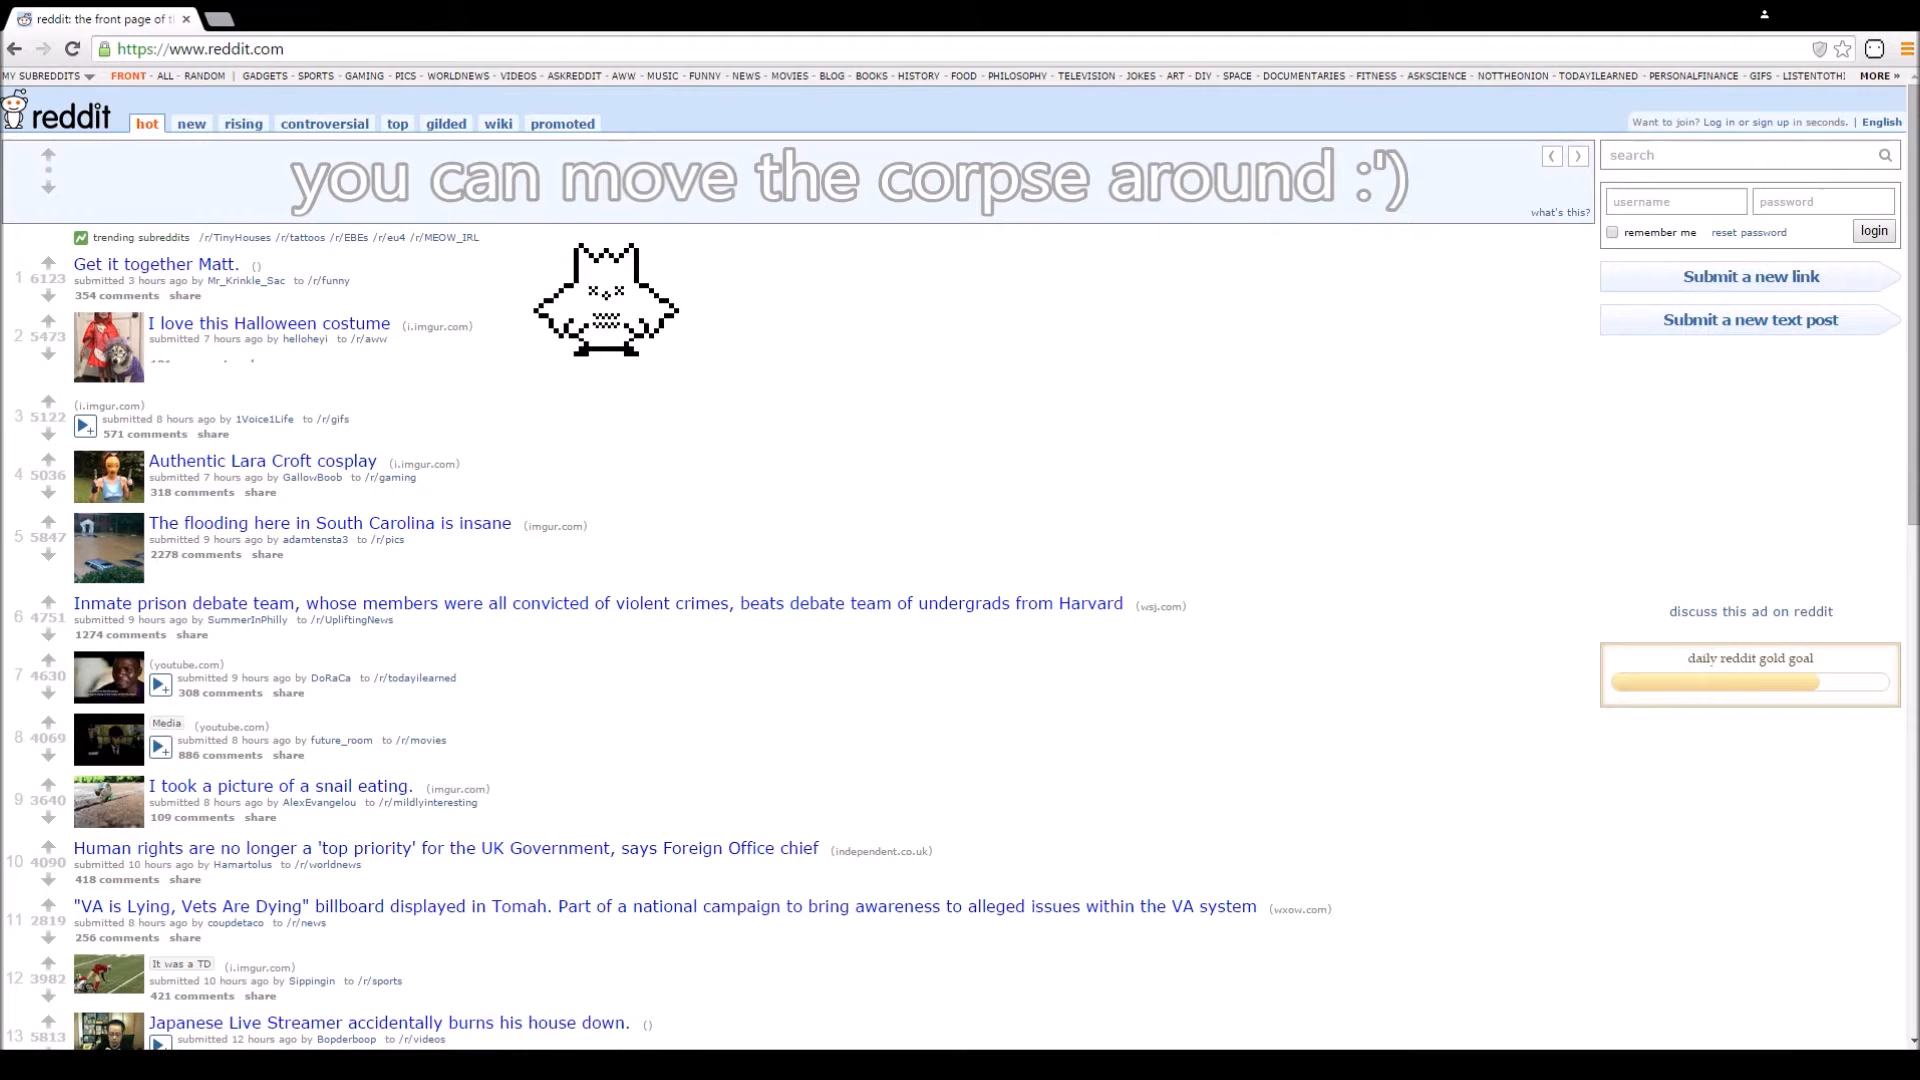 reddit: the front page of t
https://www.reddit.com
MY SUBREDDITS FRONT - ALL - RANDOM | GADGETS - SPORTS - GAMING - PICS - WORLDNEWS - VIDEOS - ASKREDDIT - AWW - MUSIC - FUNNY - NEWS - MOVIES - BLOG - BOOKS - HISTORY - FOOD - PHILOSOPHY - TELEVISION - JOKES - ART - DIY - SPACE - DOCUMENTARIES - FITNESS - ASKSCIENCE - NOTTHEONION - TODAYILEARNED - PERSONALFINANCE - GIFS - LISTENTOTHI MORE »
reddit hot new rising controversial top gilded wiki promoted
Want to join? Log in or sign up in seconds. | English
you can move the corpse around :')
what's this?
search
username password
remember me reset password login
Submit a new link
Submit a new text post
trending subreddits /r/TinyHouses /r/tattoos /r/EBEs /r/eu4 /r/MEOW_IRL
1 6123 Get it together Matt. ()
submitted 3 hours ago by Mr_Krinkle_Sac to /r/funny
354 comments share
2 5473 I love this Halloween costume (i.imgur.com)
submitted 7 hours ago by helloheyi to /r/aww
(i.imgur.com)
3 5122 submitted 8 hours ago by 1Voice1Life to /r/gifs
571 comments share
4 5036 Authentic Lara Croft cosplay (i.imgur.com)
submitted 7 hours ago by GallowBoob to /r/gaming
318 comments share
5 5847 The flooding here in South Carolina is insane (imgur.com)
submitted 9 hours ago by adamtensta3 to /r/pics
2278 comments share
6 4751 Inmate prison debate team, whose members were all convicted of violent crimes, beats debate team of undergrads from Harvard (wsj.com)
submitted 9 hours ago by SummerInPhilly to /r/UpliftingNews
1274 comments share
discuss this ad on reddit
daily reddit gold goal
(youtube.com)
7 4630 submitted 9 hours ago by DoRaCa to /r/todayilearned
308 comments share
Media (youtube.com)
8 4069 submitted 8 hours ago by future_room to /r/movies
886 comments share
9 3640 I took a picture of a snail eating. (imgur.com)
submitted 8 hours ago by AlexEvangelou to /r/mildlyinteresting
109 comments share
10 4090 Human rights are no longer a 'top priority' for the UK Government, says Foreign Office chief (independent.co.uk)
submitted 10 hours ago by Hamartolus to /r/worldnews
418 comments share
11 2819 "VA is Lying, Vets Are Dying" billboard displayed in Tomah. Part of a national campaign to bring awareness to alleged issues within the VA system (wxow.com)
submitted 8 hours ago by coupdetaco to /r/news
256 comments share
It was a TD (i.imgur.com)
12 3982 submitted 10 hours ago by Sippingin to /r/sports
421 comments share
13 5813 Japanese Live Streamer accidentally burns his house down. ()
submitted 12 hours ago by Bopderboop to /r/videos